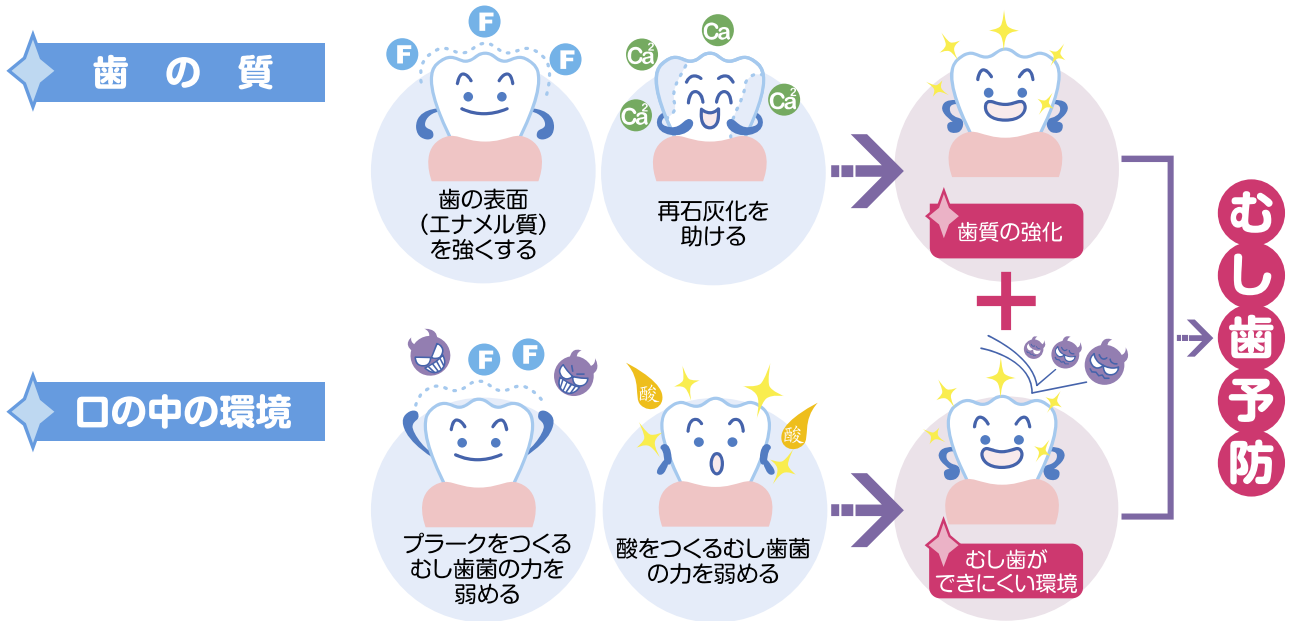 歯の質
F
F
F
歯の表面
（エナメル質）
を強くする
Ca
Ca2
Ca2
Ca2
再石灰化を
助ける
歯質の強化
＋
口の中の環境
F
F
プラークをつくる
むし歯菌の力を
弱める
酸
酸
酸をつくるむし歯菌
の力を弱める
むし歯が
できにくい環境
むし歯予防